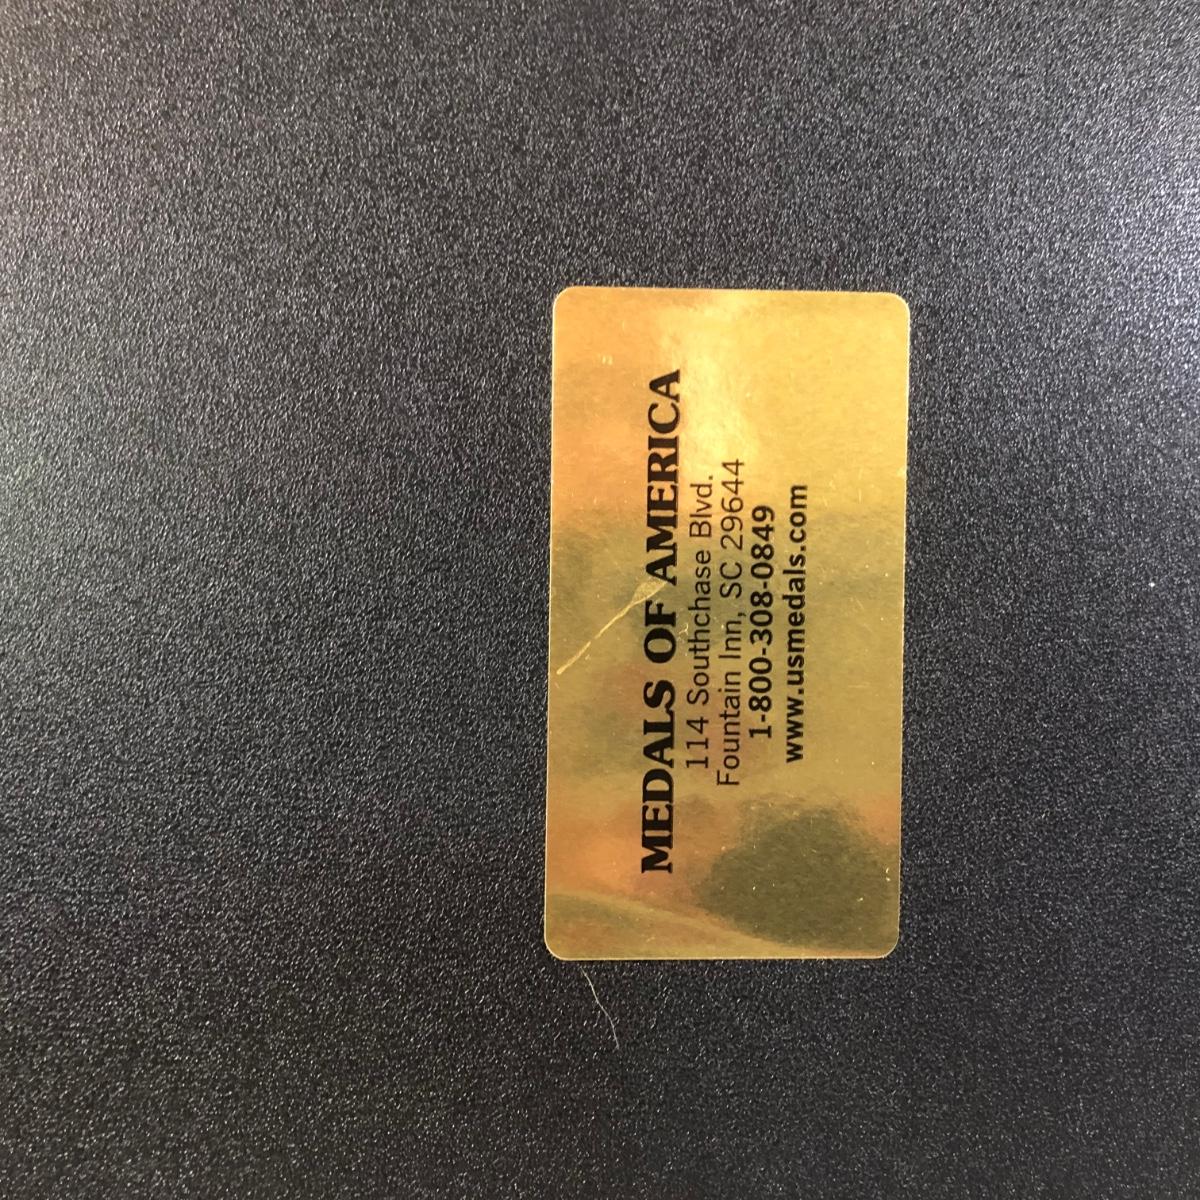 MEDALS OF AMERICA
114 Southchase Blvd.
Fountain Inn, SC 29644
1-800-308-0849
www.usmedals.com